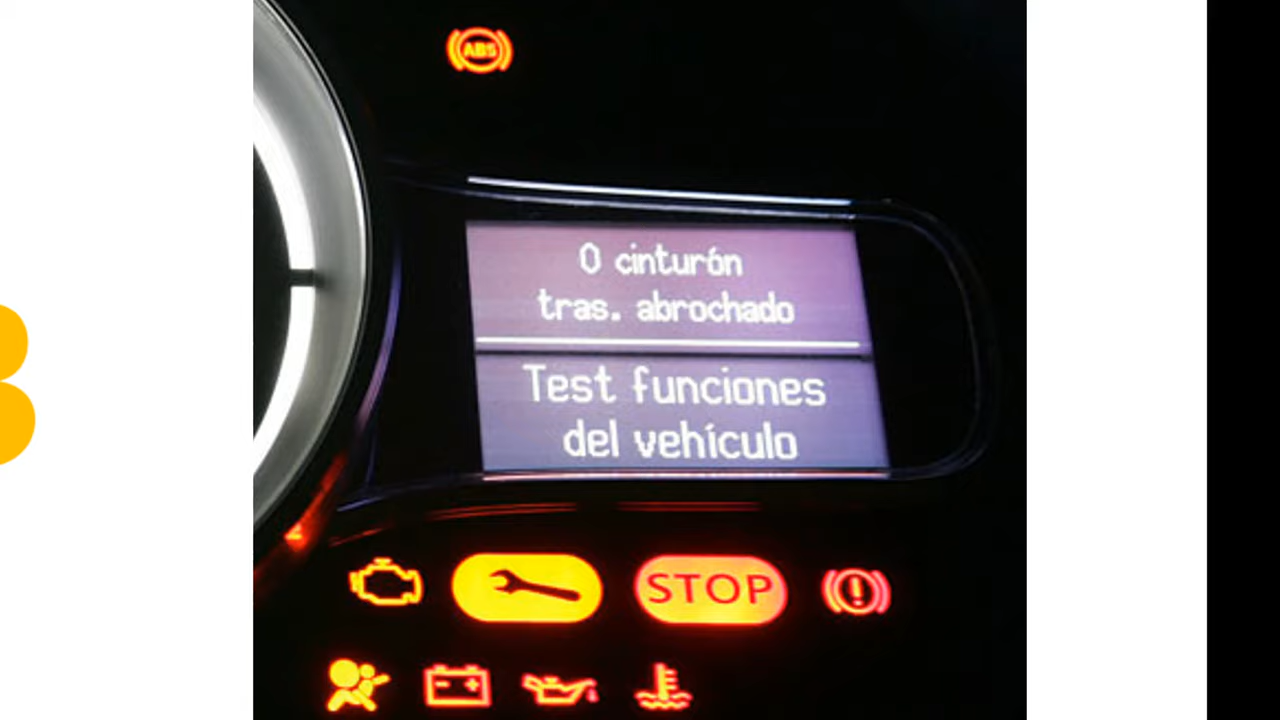 ABS
0 cinturón
tras. abrochado
Test funciones
del vehículo
STOP